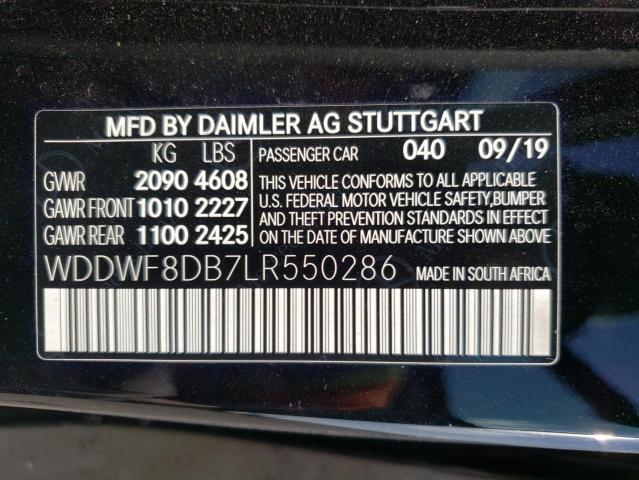 MFD BY DAIMLER AG STUTTGART
KG LBS
GVWR 2090 4608
GAWR FRONT 1010 2227
GAWR REAR 1100 2425
PASSENGER CAR 040 09/19
THIS VEHICLE CONFORMS TO ALL APPLICABLE
U.S. FEDERAL MOTOR VEHICLE SAFETY,BUMPER
AND THEFT PREVENTION STANDARDS IN EFFECT
ON THE DATE OF MANUFACTURE SHOWN ABOVE.
WDDWF8DB7LR550286 MADE IN SOUTH AFRICA